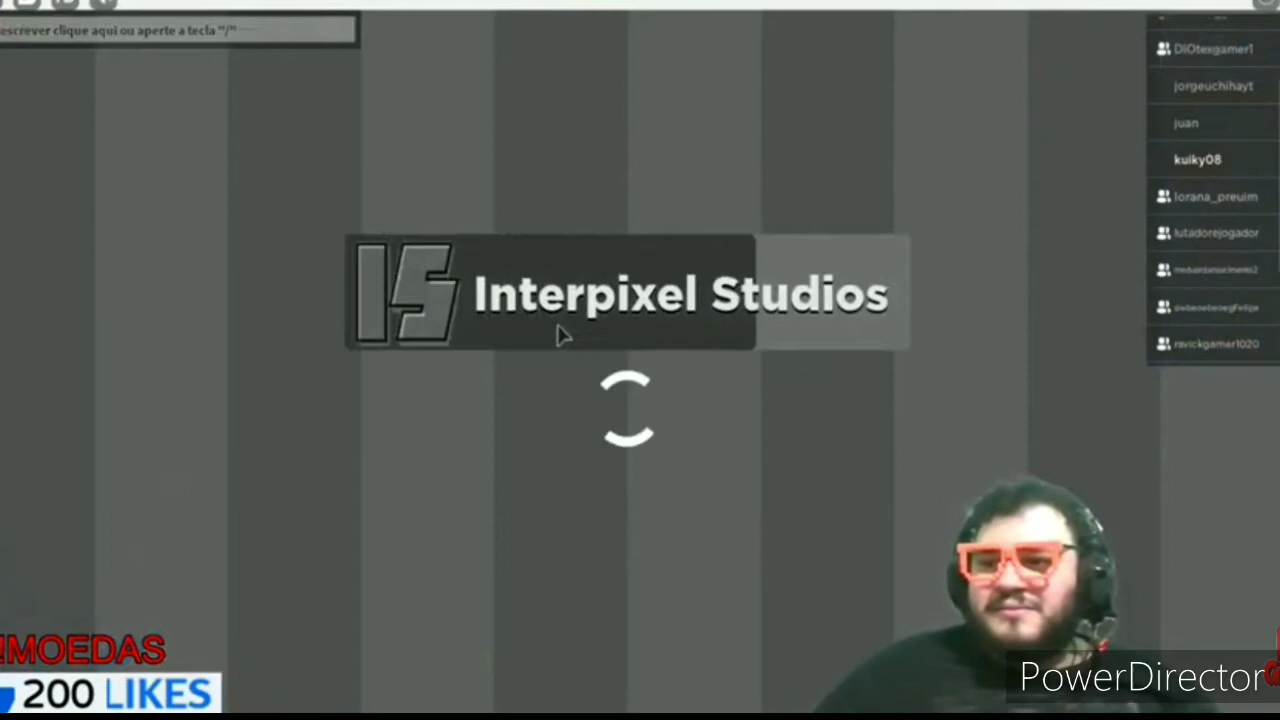 escrever clique aqui ou aperte a tecla "/"
DIOtexgamer1
jorgeuchihayt
juan
kuiky08
lorana_preuim
lutadorejogador
ravickgamer1020
IS Interpixel Studios
!MOEDAS
200 LIKES
PowerDirector